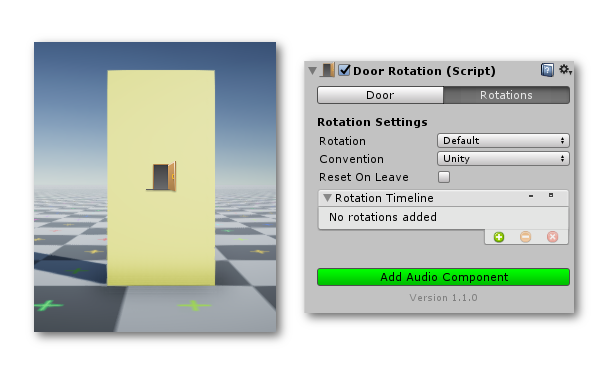 Door Rotation (Script)
Door Rotations
Rotation Settings
Rotation Default
Convention Unity
Reset On Leave
Rotation Timeline
No rotations added
Add Audio Component
Version 1.1.0